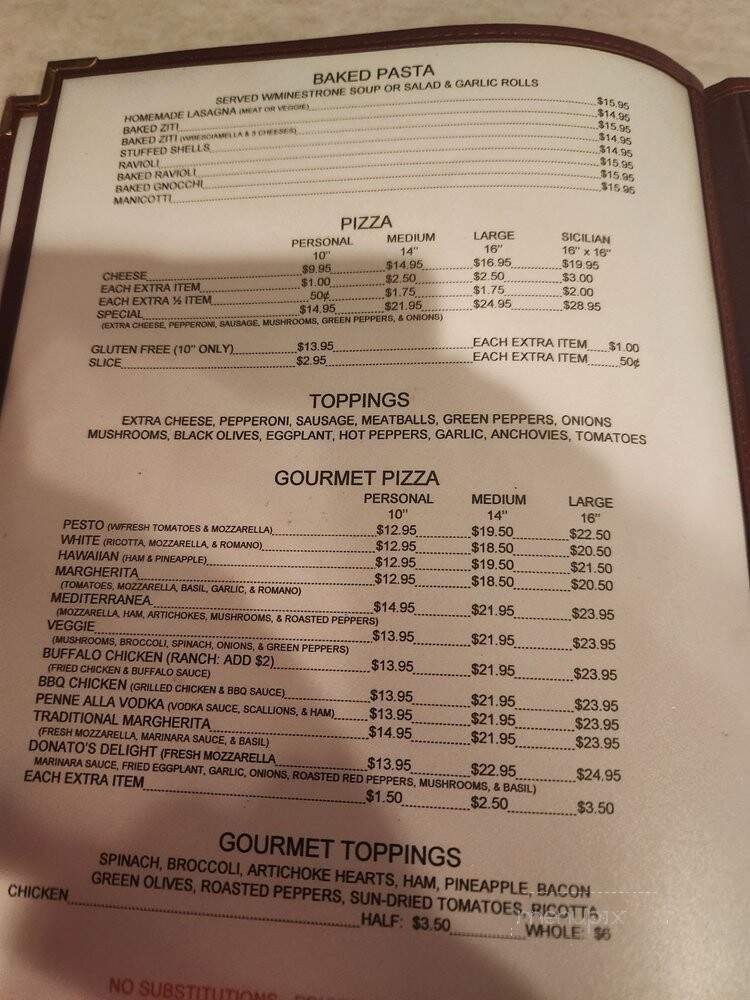 BAKED PASTA
SERVED W/MINESTRONE SOUP OR SALAD & GARLIC ROLLS
HOMEMADE LASAGNA (MEAT OR VEGGIE) $15.95
BAKED ZITI $14.95
BAKED ZITI (W/BESCIAMELLA & 3 CHEESES) $15.95
STUFFED SHELLS $14.95
RAVIOLI $14.95
BAKED RAVIOLI $15.95
BAKED GNOCCHI $15.95
MANICOTTI $15.95
PIZZA
PERSONAL MEDIUM LARGE SICILIAN
10" 14" 16" 16" x 16"
CHEESE $9.95 $14.95 $16.95 $19.95
EACH EXTRA ITEM $1.00 $2.50 $2.50 $3.00
EACH EXTRA ½ ITEM 50¢ $1.75 $1.75 $2.00
SPECIAL $14.95 $21.95 $24.95 $28.95
(EXTRA CHEESE, PEPPERONI, SAUSAGE, MUSHROOMS, GREEN PEPPERS, & ONIONS)
GLUTEN FREE (10" ONLY) $13.95 EACH EXTRA ITEM $1.00
SLICE $2.95 EACH EXTRA ITEM 50¢
TOPPINGS
EXTRA CHEESE, PEPPERONI, SAUSAGE, MEATBALLS, GREEN PEPPERS, ONIONS
MUSHROOMS, BLACK OLIVES, EGGPLANT, HOT PEPPERS, GARLIC, ANCHOVIES, TOMATOES
GOURMET PIZZA
PERSONAL MEDIUM LARGE
10" 14" 16"
PESTO (W/FRESH TOMATOES & MOZZARELLA) $12.95 $19.50 $22.50
WHITE (RICOTTA, MOZZARELLA, & ROMANO) $12.95 $18.50 $20.50
HAWAIIAN (HAM & PINEAPPLE) $12.95 $19.50 $21.50
MARGHERITA $12.95 $18.50 $20.50
(TOMATOES, MOZZARELLA, BASIL, GARLIC, & ROMANO)
MEDITERRANEA $14.95 $21.95 $23.95
(MOZZARELLA, HAM, ARTICHOKES, MUSHROOMS, & ROASTED PEPPERS)
VEGGIE $13.95 $21.95 $23.95
(MUSHROOMS, BROCCOLI, SPINACH, ONIONS, & GREEN PEPPERS)
BUFFALO CHICKEN (RANCH: ADD $2) $13.95 $21.95 $23.95
(FRIED CHICKEN & BUFFALO SAUCE)
BBQ CHICKEN (GRILLED CHICKEN & BBQ SAUCE) $13.95 $21.95 $23.95
PENNE ALLA VODKA (VODKA SAUCE, SCALLIONS, & HAM) $13.95 $21.95 $23.95
TRADITIONAL MARGHERITA $14.95 $21.95 $23.95
(FRESH MOZZARELLA, MARINARA SAUCE, & BASIL)
DONATO'S DELIGHT (FRESH MOZZARELLA $13.95 $22.95 $24.95
MARINARA SAUCE, FRIED EGGPLANT, GARLIC, ONIONS, ROASTED RED PEPPERS, MUSHROOMS, & BASIL)
EACH EXTRA ITEM $1.50 $2.50 $3.50
GOURMET TOPPINGS
SPINACH, BROCCOLI, ARTICHOKE HEARTS, HAM, PINEAPPLE, BACON
GREEN OLIVES, ROASTED PEPPERS, SUN-DRIED TOMATOES, RICOTTA
CHICKEN HALF: $3.50 WHOLE: $6
menupix
NO SUBSTITUTIONS